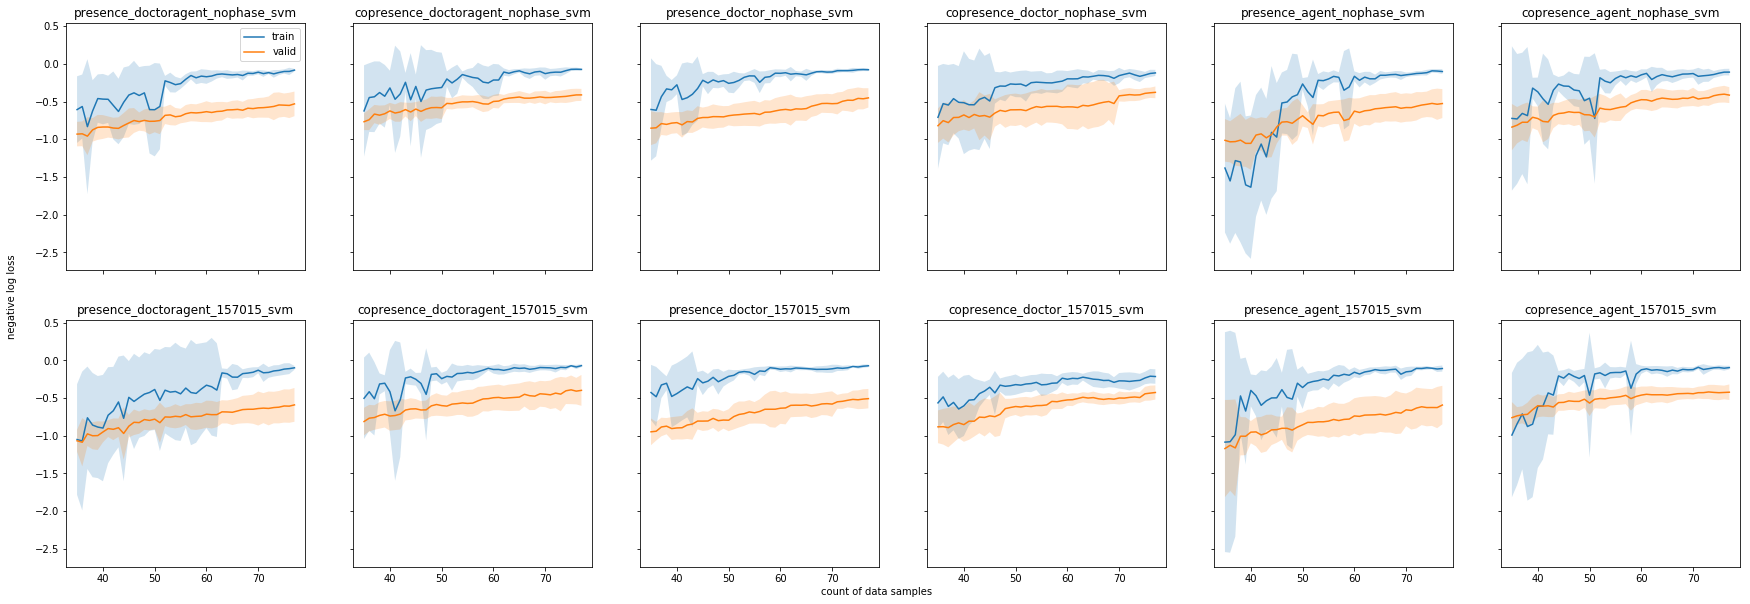 presence_doctoragent_nophase_svm
copresence_doctoragent_nophase_svm
presence_doctor_nophase_svm
copresence_doctor_nophase_svm
presence_agent_nophase_svm
copresence_agent_nophase_svm
0.5
0.0
−0.5
−1.0
−1.5
−2.0
−2.5
train
valid
negative log loss
presence_doctoragent_157015_svm
copresence_doctoragent_157015_svm
presence_doctor_157015_svm
copresence_doctor_157015_svm
presence_agent_157015_svm
copresence_agent_157015_svm
0.5
0.0
−0.5
−1.0
−1.5
−2.0
−2.5
40 50 60 70
40 50 60 70
40 50 60 70
40 50 60 70
40 50 60 70
40 50 60 70
count of data samples